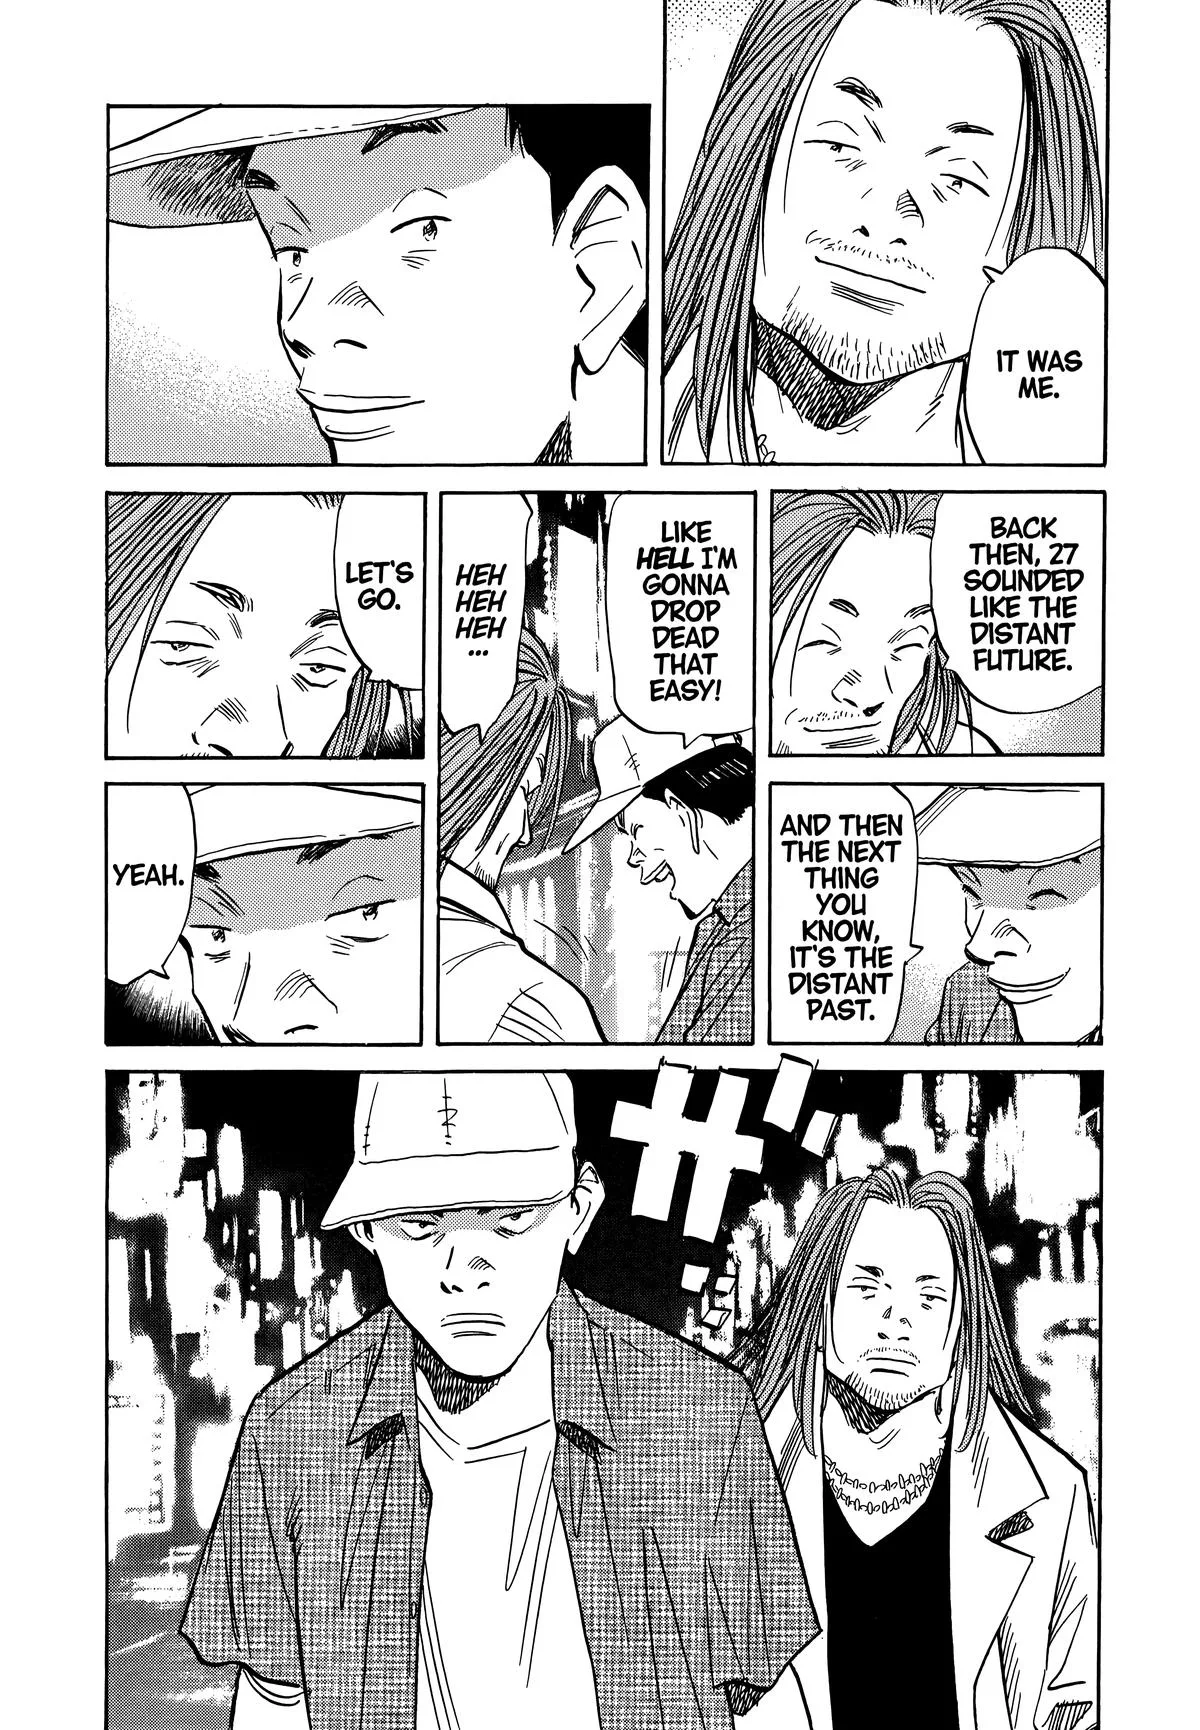 IT WAS
ME.
BACK
THEN, 27
SOUNDED
LIKE THE
DISTANT
FUTURE.
AND THEN
THE NEXT
THING
YOU
KNOW,
IT'S THE
DISTANT
PAST.
LIKE
HELL I'M
GONNA
DROP
DEAD
THAT
EASY!
HEH
HEH
HEH
...
LET'S
GO.
YEAH.
ザッ